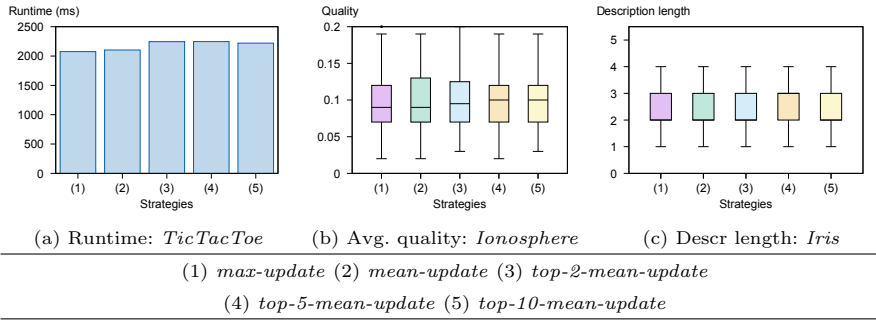 Runtime (ms)
2500
2000
1500
1000
500
0
(1) (2) (3) (4) (5)
Strategies
Quality
0.2
0.15
0.1
0.05
0
(1) (2) (3) (4) (5)
Strategies
Description length
5
4
3
2
1
0
(1) (2) (3) (4) (5)
Strategies
(a) Runtime: TicTacToe
(b) Avg. quality: Ionosphere
(c) Descr length: Iris
(1) max-update (2) mean-update (3) top-2-mean-update
(4) top-5-mean-update (5) top-10-mean-update